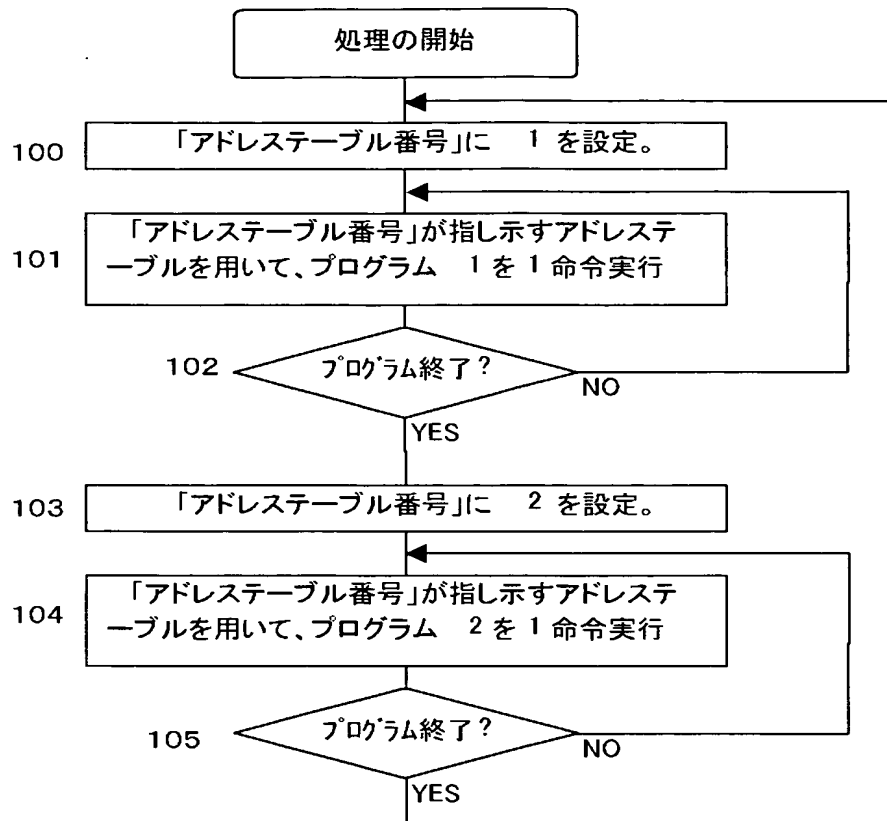 処理の開始
100
「アドレステーブル番号」に 1 を設定。
101
「アドレステーブル番号」が指し示すアドレステ
ーブルを用いて、プログラム 1 を 1 命令実行
102
ﾌﾟﾛｸﾞﾗﾑ終了?
NO
YES
103
「アドレステーブル番号」に 2 を設定。
104
「アドレステーブル番号」が指し示すアドレステ
ーブルを用いて、プログラム 2 を 1 命令実行
105
ﾌﾟﾛｸﾞﾗﾑ終了?
NO
YES